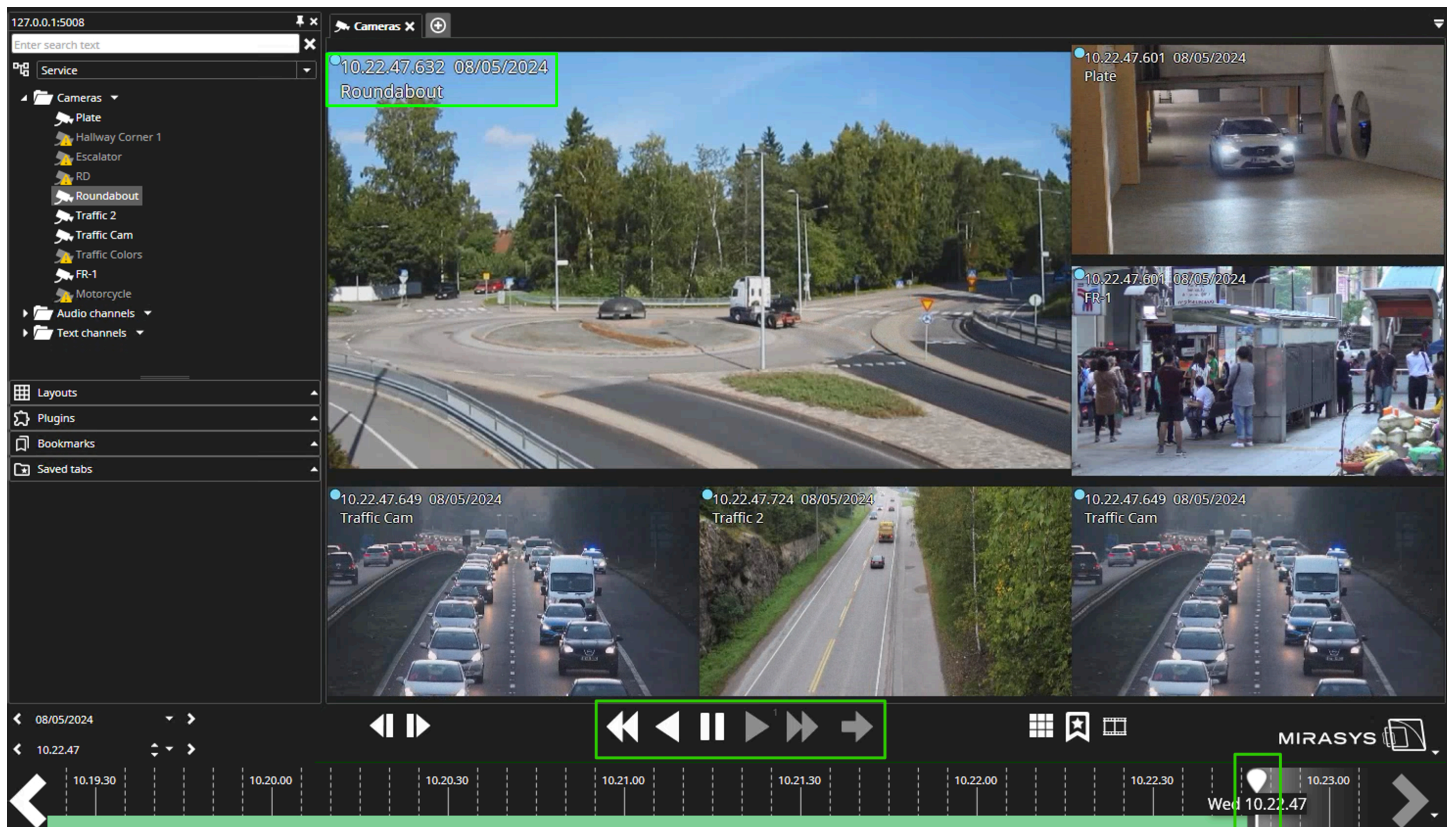 127.0.0.1:5008
Enter search text
Service
Cameras
Plate
Hallway Corner 1
Escalator
RD
Roundabout
Traffic 2
Traffic Cam
Traffic Colors
FR-1
Motorcycle
Audio channels
Text channels
Layouts
Plugins
Bookmarks
Saved tabs
Cameras
10.22.47.632 08/05/2024
Roundabout
10.22.47.601 08/05/2024
Plate
10.22.47.601 08/05/2024
FR-1
10.22.47.649 08/05/2024
Traffic Cam
10.22.47.724 08/05/2024
Traffic 2
10.22.47.649 08/05/2024
Traffic Cam
08/05/2024
10.22.47
1
MIRASYS
10.19.30
10.20.00
10.20.30
10.21.00
10.21.30
10.22.00
10.22.30
10.23.00
Wed 10.22.47